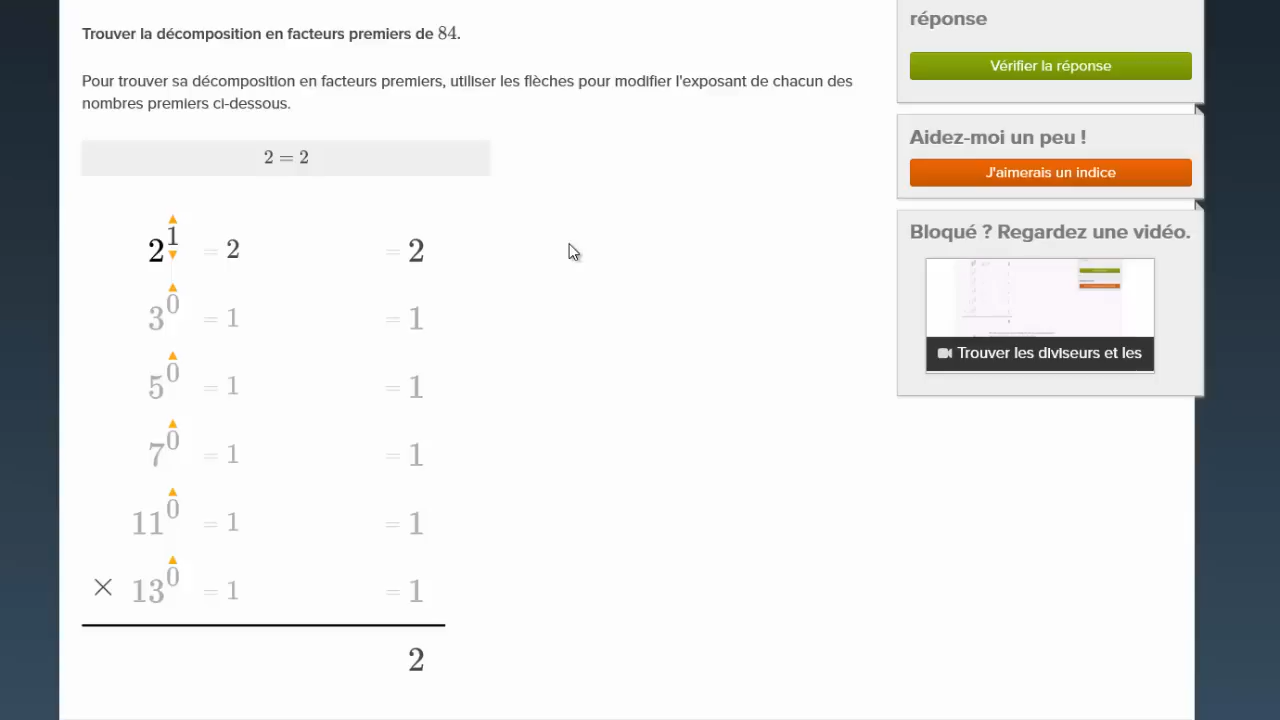 Trouver la décomposition en facteurs premiers de 84.
Pour trouver sa décomposition en facteurs premiers, utiliser les flèches pour modifier l'exposant de chacun des
nombres premiers ci-dessous.
2 = 2
2^1 = 2 = 2
3^0 = 1 = 1
5^0 = 1 = 1
7^0 = 1 = 1
11^0 = 1 = 1
× 13^0 = 1 = 1
2
réponse
Vérifier la réponse
Aidez-moi un peu !
J'aimerais un indice
Bloqué ? Regardez une vidéo.
Trouver les diviseurs et les